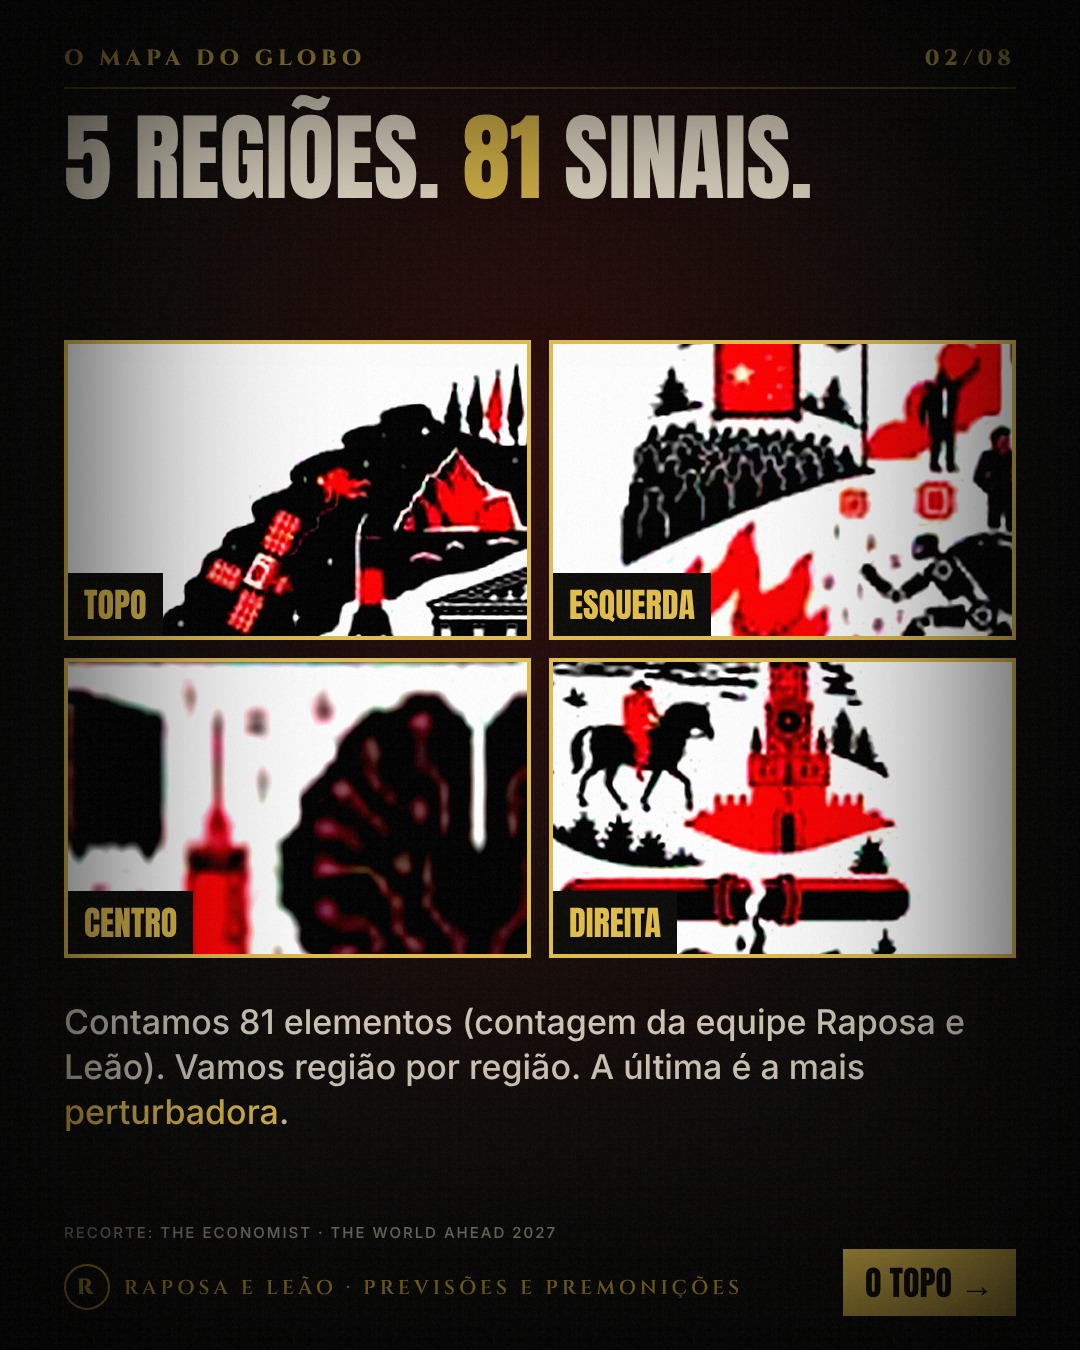 O MAPA DO GLOBO
02/08
5 REGIÕES. 81 SINAIS.
TOPO
ESQUERDA
CENTRO
DIREITA
Contamos 81 elementos (contagem da equipe Raposa e
Leão). Vamos região por região. A última é a mais
perturbadora.
RECORTE: THE ECONOMIST · THE WORLD AHEAD 2027
R RAPOSA E LEÃO · PREVISÕES E PREMONIÇÕES
O TOPO →